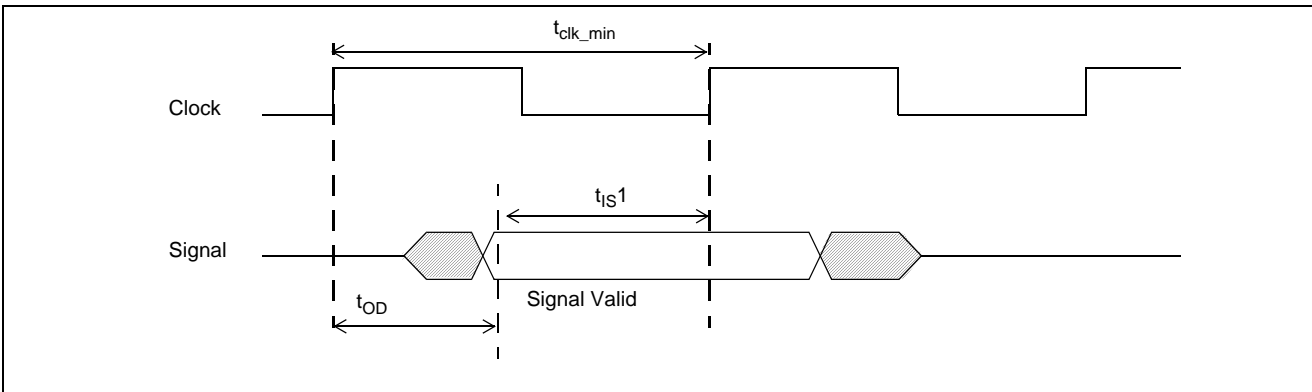 t_clk_min
Clock
t_IS1
Signal
t_OD
Signal Valid